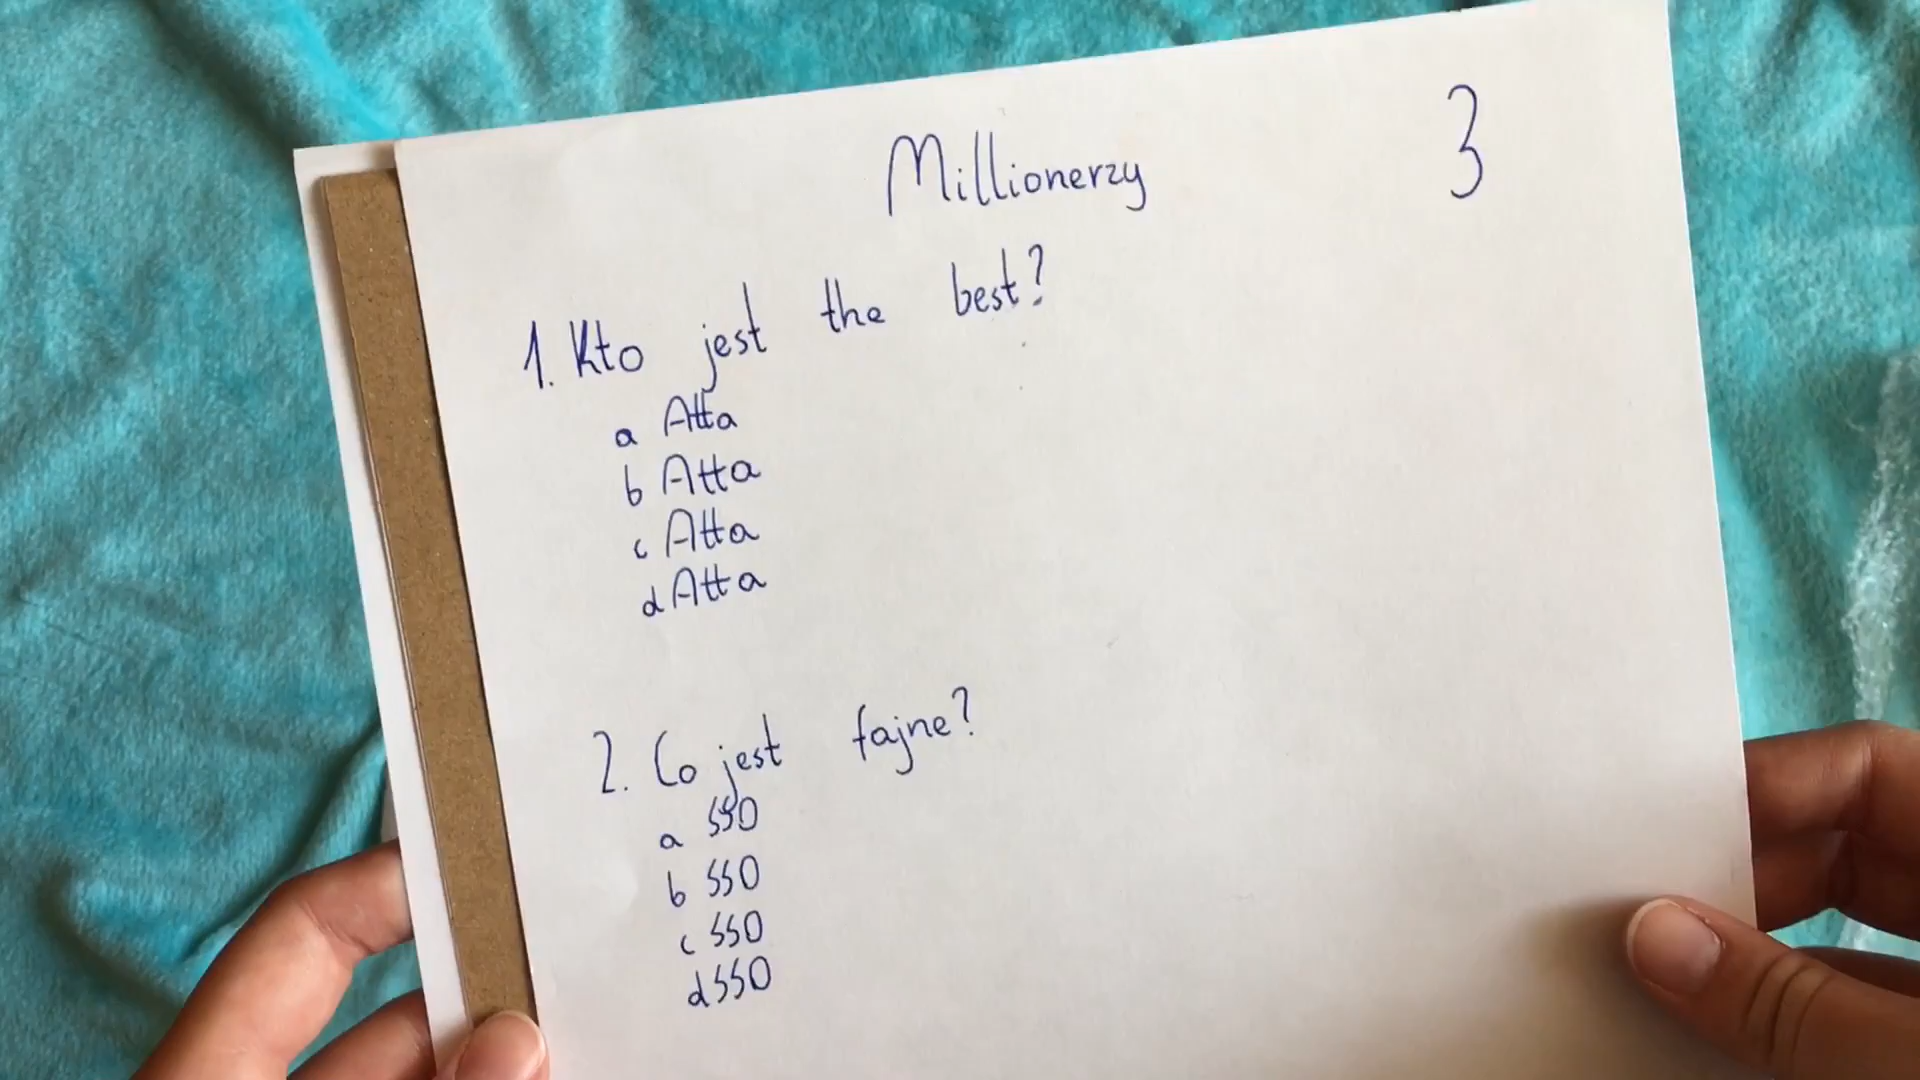 Millionerzy
3
1. Kto jest the best?
a Atta
b Atta
c Atta
d Atta
2. Co jest fajne?
a SSO
b SSO
c SSO
d SSO